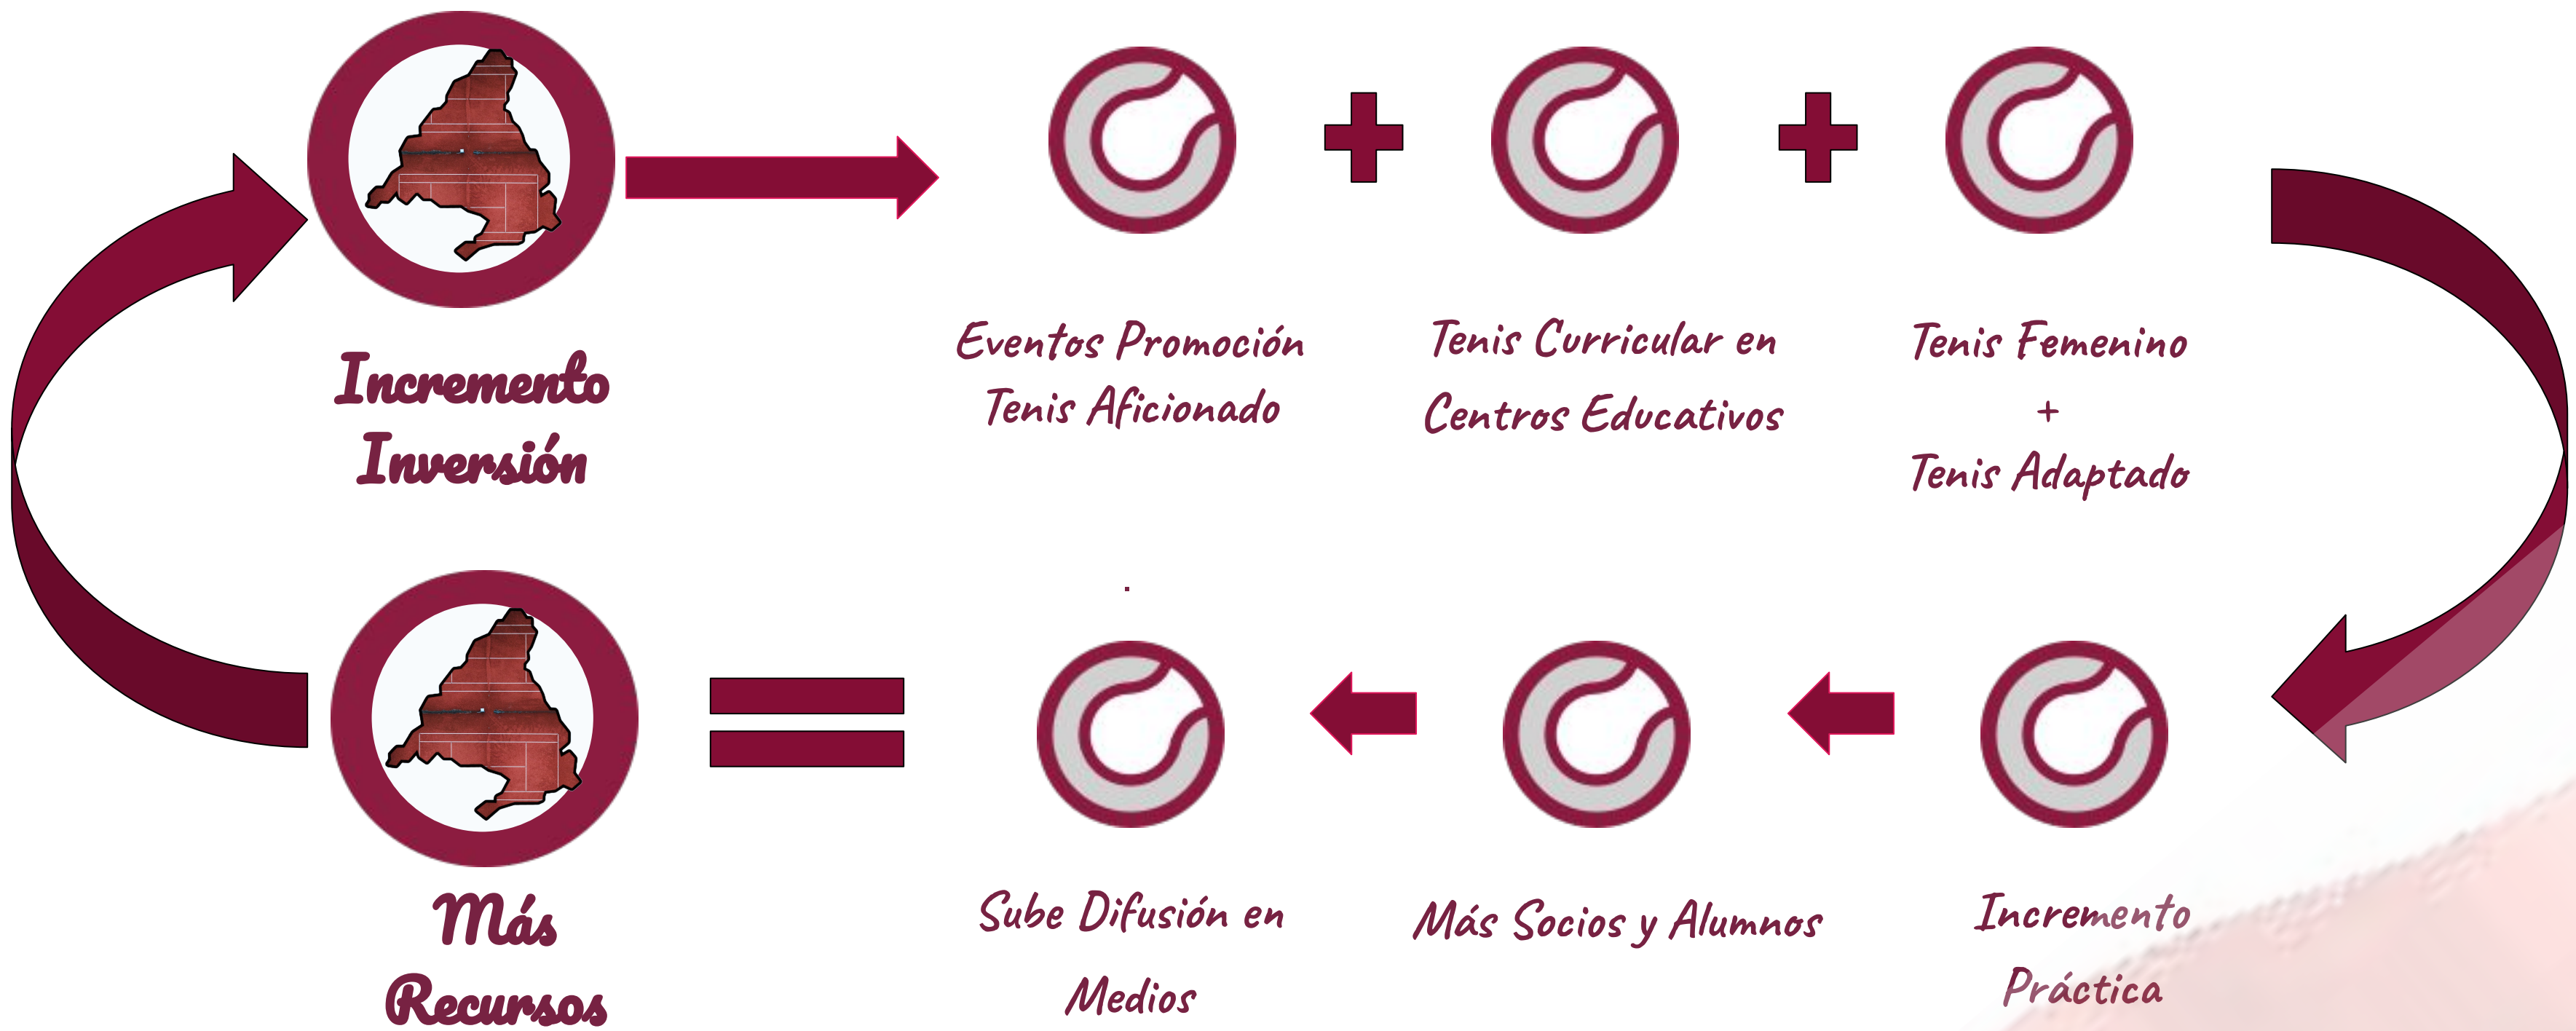 Incremento
Inversión
Eventos Promoción
Tenis Aficionado
Tenis Curricular en
Centros Educativos
Tenis Femenino
+
Tenis Adaptado
.
Más
Recursos
Sube Difusión en
Medios
Más Socios y Alumnos
Incremento
Práctica